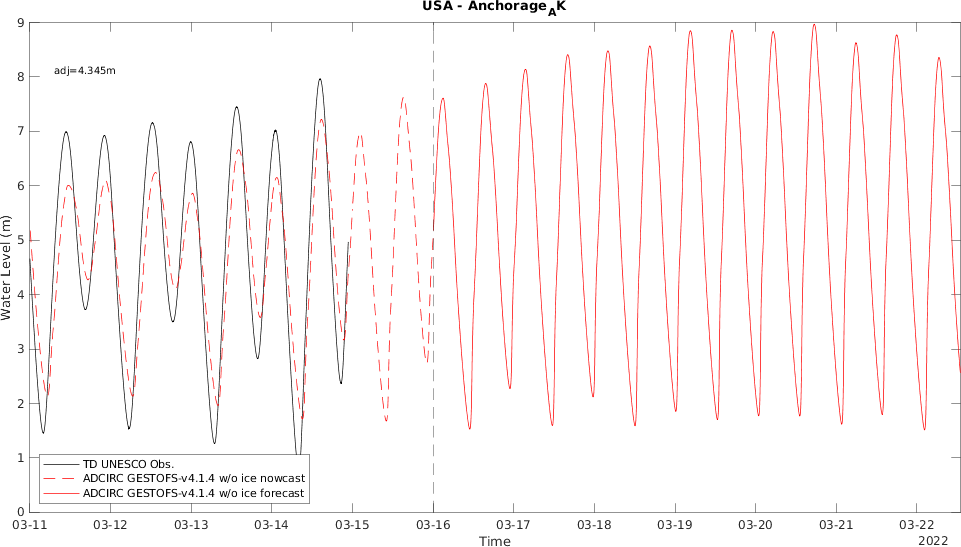 USA - Anchorage_AK
9
8
7
6
5
4
3
2
1
0
adj=4.345m
Water Level (m)
TD UNESCO Obs.
ADCIRC GESTOFS-v4.1.4 w/o ice nowcast
ADCIRC GESTOFS-v4.1.4 w/o ice forecast
03-11 03-12 03-13 03-14 03-15 03-16 03-17 03-18 03-19 03-20 03-21 03-22
Time
2022